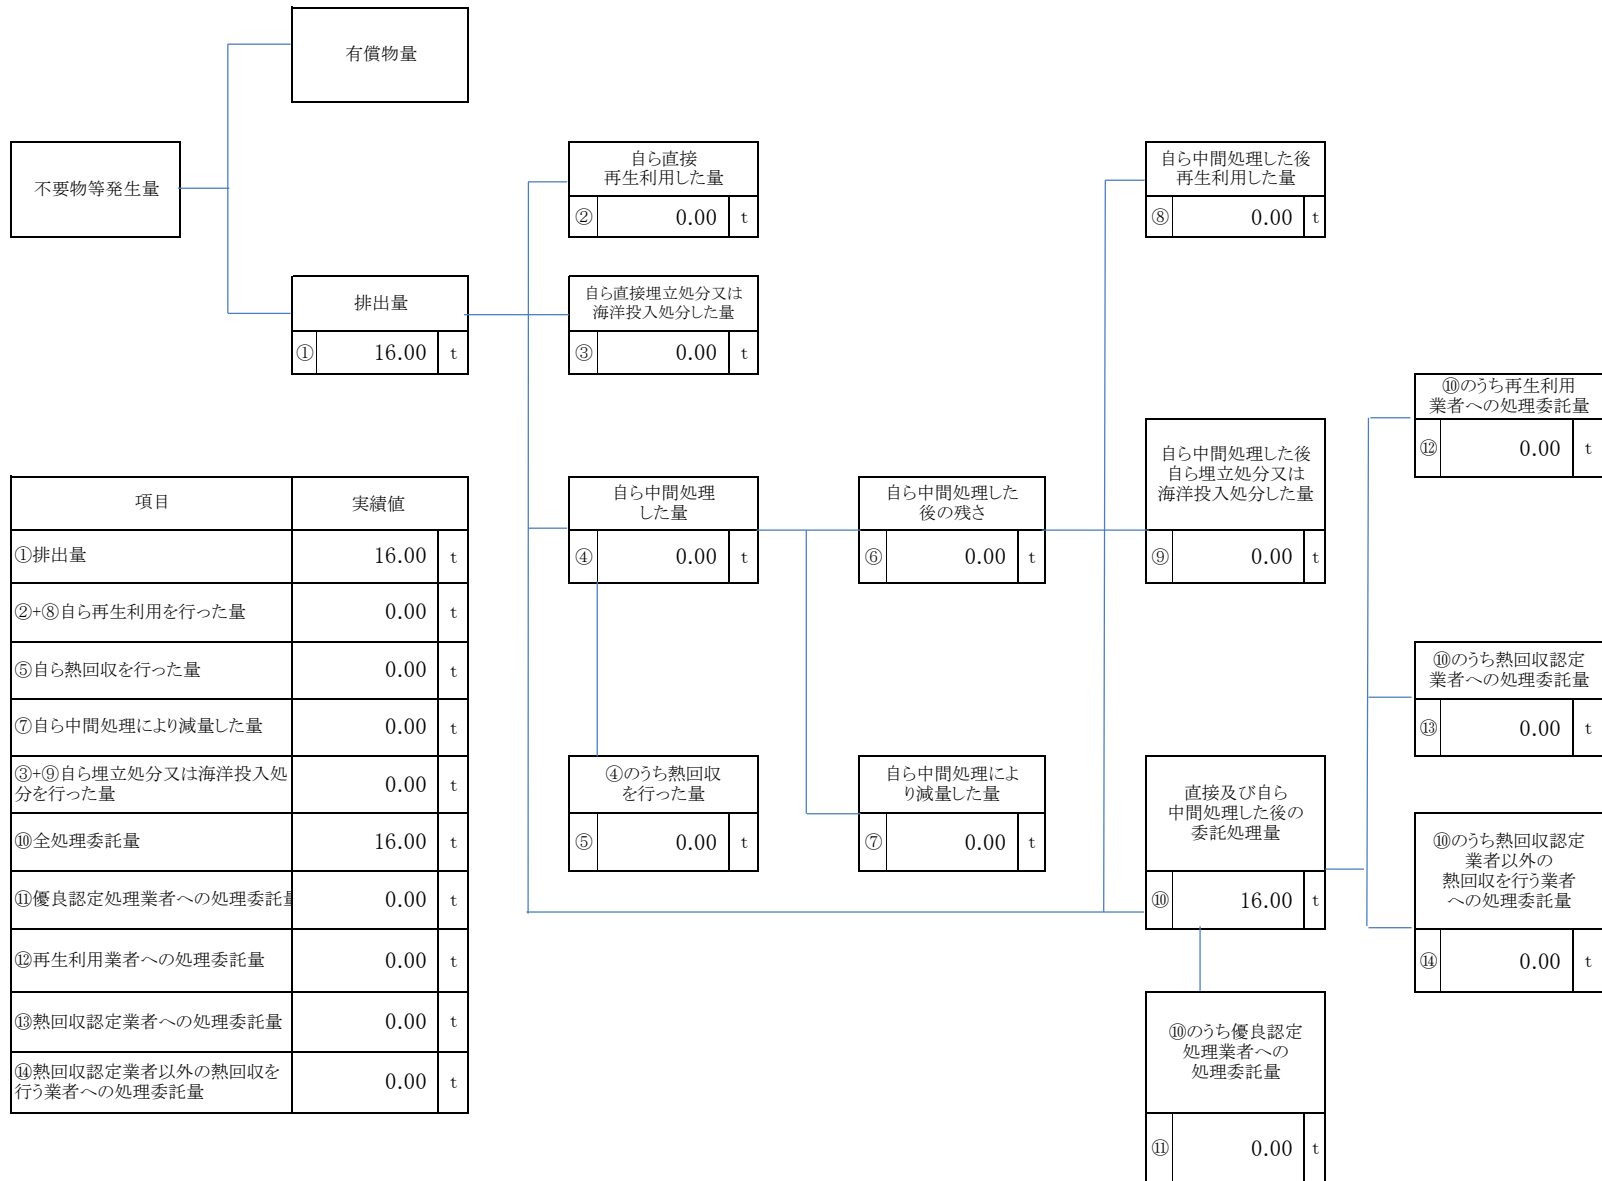 有償物量
不要物等発生量
排出量
① 16.00 t
自ら直接
再生利用した量
② 0.00 t
自ら直接埋立処分又は
海洋投入処分した量
③ 0.00 t
自ら中間処理した後
再生利用した量
⑧ 0.00 t
自ら中間処理
した量
④ 0.00 t
自ら中間処理した
後の残さ
⑥ 0.00 t
自ら中間処理した後
自ら埋立処分又は
海洋投入処分した量
⑨ 0.00 t
⑩のうち再生利用
業者への処理委託量
⑫ 0.00 t
⑩のうち熱回収認定
業者への処理委託量
⑬ 0.00 t
④のうち熱回収
を行った量
⑤ 0.00 t
自ら中間処理によ
り減量した量
⑦ 0.00 t
直接及び自ら
中間処理した後の
委託処理量
⑩ 16.00 t
⑩のうち熱回収認定
業者以外の
熱回収を行う業者
への処理委託量
⑭ 0.00 t
⑩のうち優良認定
処理業者への
処理委託量
⑪ 0.00 t
項目 実績値
①排出量 16.00 t
②+⑧自ら再生利用を行った量 0.00 t
⑤自ら熱回収を行った量 0.00 t
⑦自ら中間処理により減量した量 0.00 t
③+⑨自ら埋立処分又は海洋投入処
分を行った量 0.00 t
⑩全処理委託量 16.00 t
⑪優良認定処理業者への処理委託量 0.00 t
⑫再生利用業者への処理委託量 0.00 t
⑬熱回収認定業者への処理委託量 0.00 t
⑭熱回収認定業者以外の熱回収を
行う業者への処理委託量 0.00 t